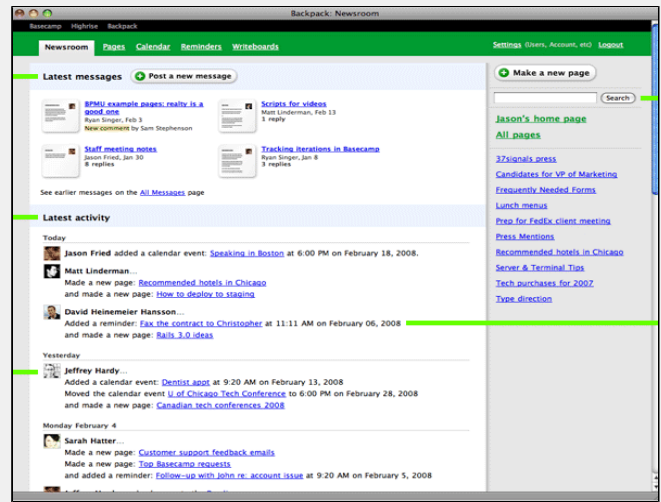 Backpack: Newsroom
Basecamp Highrise Backpack
Newsroom Pages Calendar Reminders Writeboards
Settings (Users, Account, etc) Logout
Latest messages
Post a new message
BPMU example pages: realty is a
good one
Ryan Singer, Feb 3
New comment by Sam Stephenson
Scripts for videos
Matt Linderman, Feb 13
1 reply
Staff meeting notes
Jason Fried, Jan 30
8 replies
Tracking iterations in Basecamp
Ryan Singer, Jan 8
3 replies
See earlier messages on the All Messages page
Latest activity
Today
Jason Fried added a calendar event: Speaking in Boston at 6:00 PM on February 18, 2008.
Matt Linderman...
Made a new page: Recommended hotels in Chicago
and made a new page: How to deploy to staging
David Heinemeier Hansson...
Added a reminder: Fax the contract to Christopher at 11:11 AM on February 06, 2008
and made a new page: Rails 3.0 ideas
Yesterday
Jeffrey Hardy...
Added a calendar event: Dentist appt at 9:20 AM on February 13, 2008
Moved the calendar event U of Chicago Tech Conference to 6:00 PM on February 28, 2008
and made a new page: Canadian tech conferences 2008
Monday February 4
Sarah Hatter...
Made a new page: Customer support feedback emails
Made a new page: Top Basecamp requests
and added a reminder: Follow-up with John re: account issue at 9:20 AM on February 5, 2008
Make a new page
Search
Jason's home page
All pages
37signals press
Candidates for VP of Marketing
Frequently Needed Forms
Lunch menus
Prep for FedEx client meeting
Press Mentions
Recommended hotels in Chicago
Server & Terminal Tips
Tech purchases for 2007
Type direction